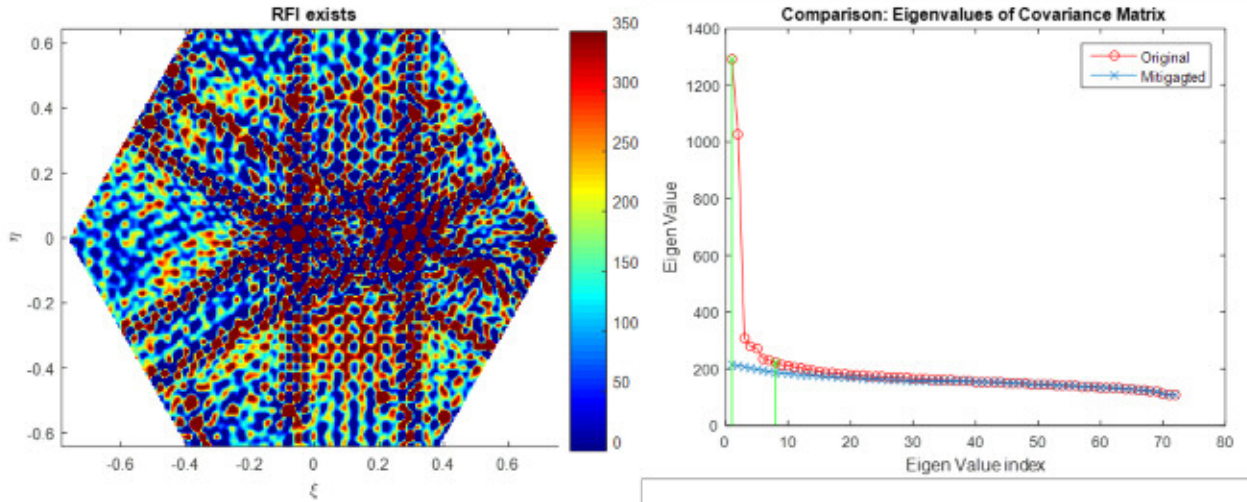 RFI exists
0.6
0.4
0.2
0
-0.2
-0.4
-0.6
η
-0.6 -0.4 -0.2 0 0.2 0.4 0.6
ξ
350
300
250
200
150
100
50
0
Comparison: Eigenvalues of Covariance Matrix
1400
1200
1000
800
600
400
200
0
Eigen Value
Original
Mitigagted
0 10 20 30 40 50 60 70 80
Eigen Value index